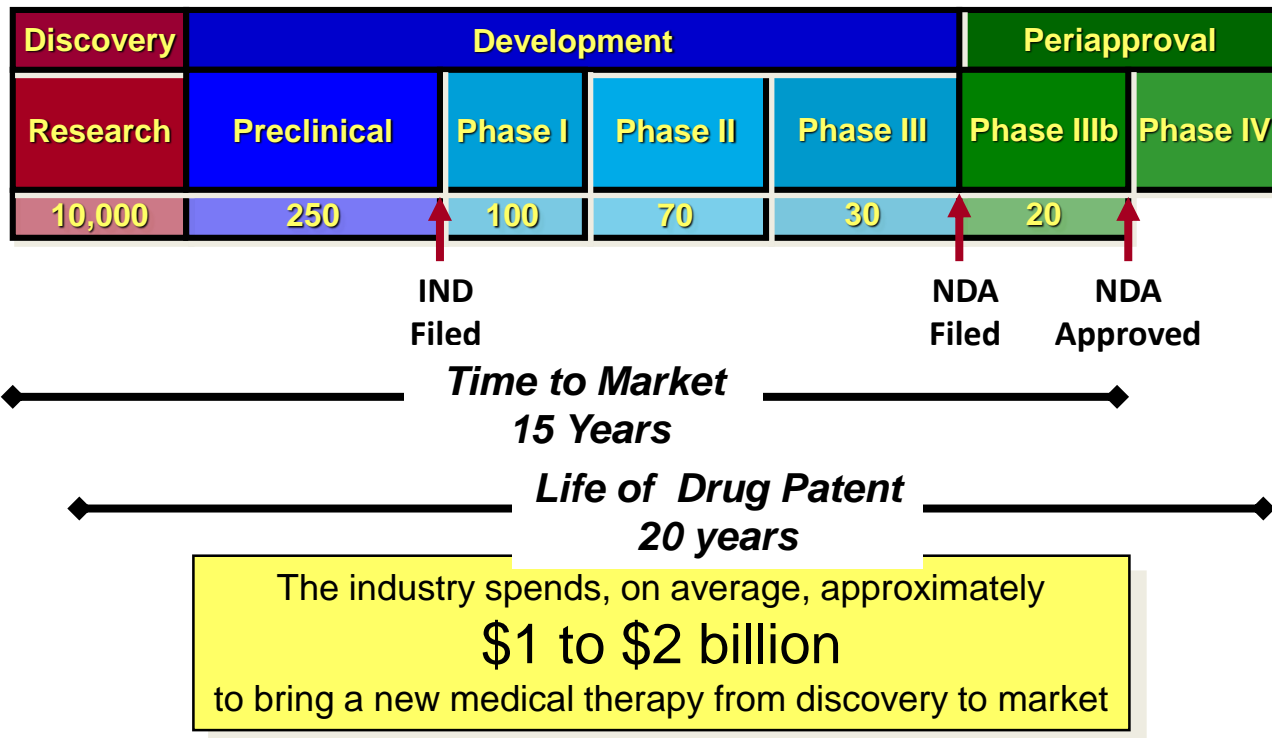 Discovery Development Periapproval
Research Preclinical Phase I Phase II Phase III Phase IIIb Phase IV
10,000 250 100 70 30 20
IND NDA NDA
Filed Filed Approved
Time to Market
15 Years
Life of Drug Patent
20 years
The industry spends, on average, approximately
$1 to $2 billion
to bring a new medical therapy from discovery to market